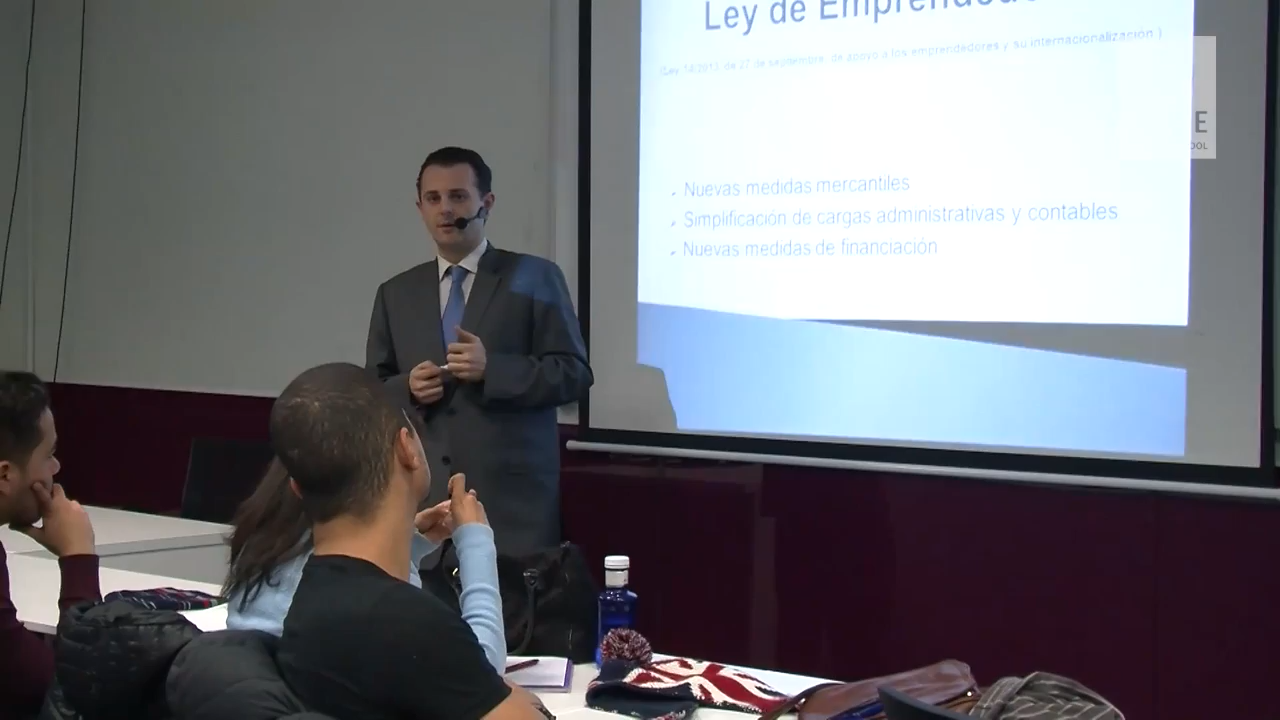 Ley de Emprendedo
(Ley 14/2013, de 27 de septiembre, de apoyo a los emprendedores y su internacionalización )
E
OOL
Nuevas medidas mercantiles
Simplificación de cargas administrativas y contables
Nuevas medidas de financiación